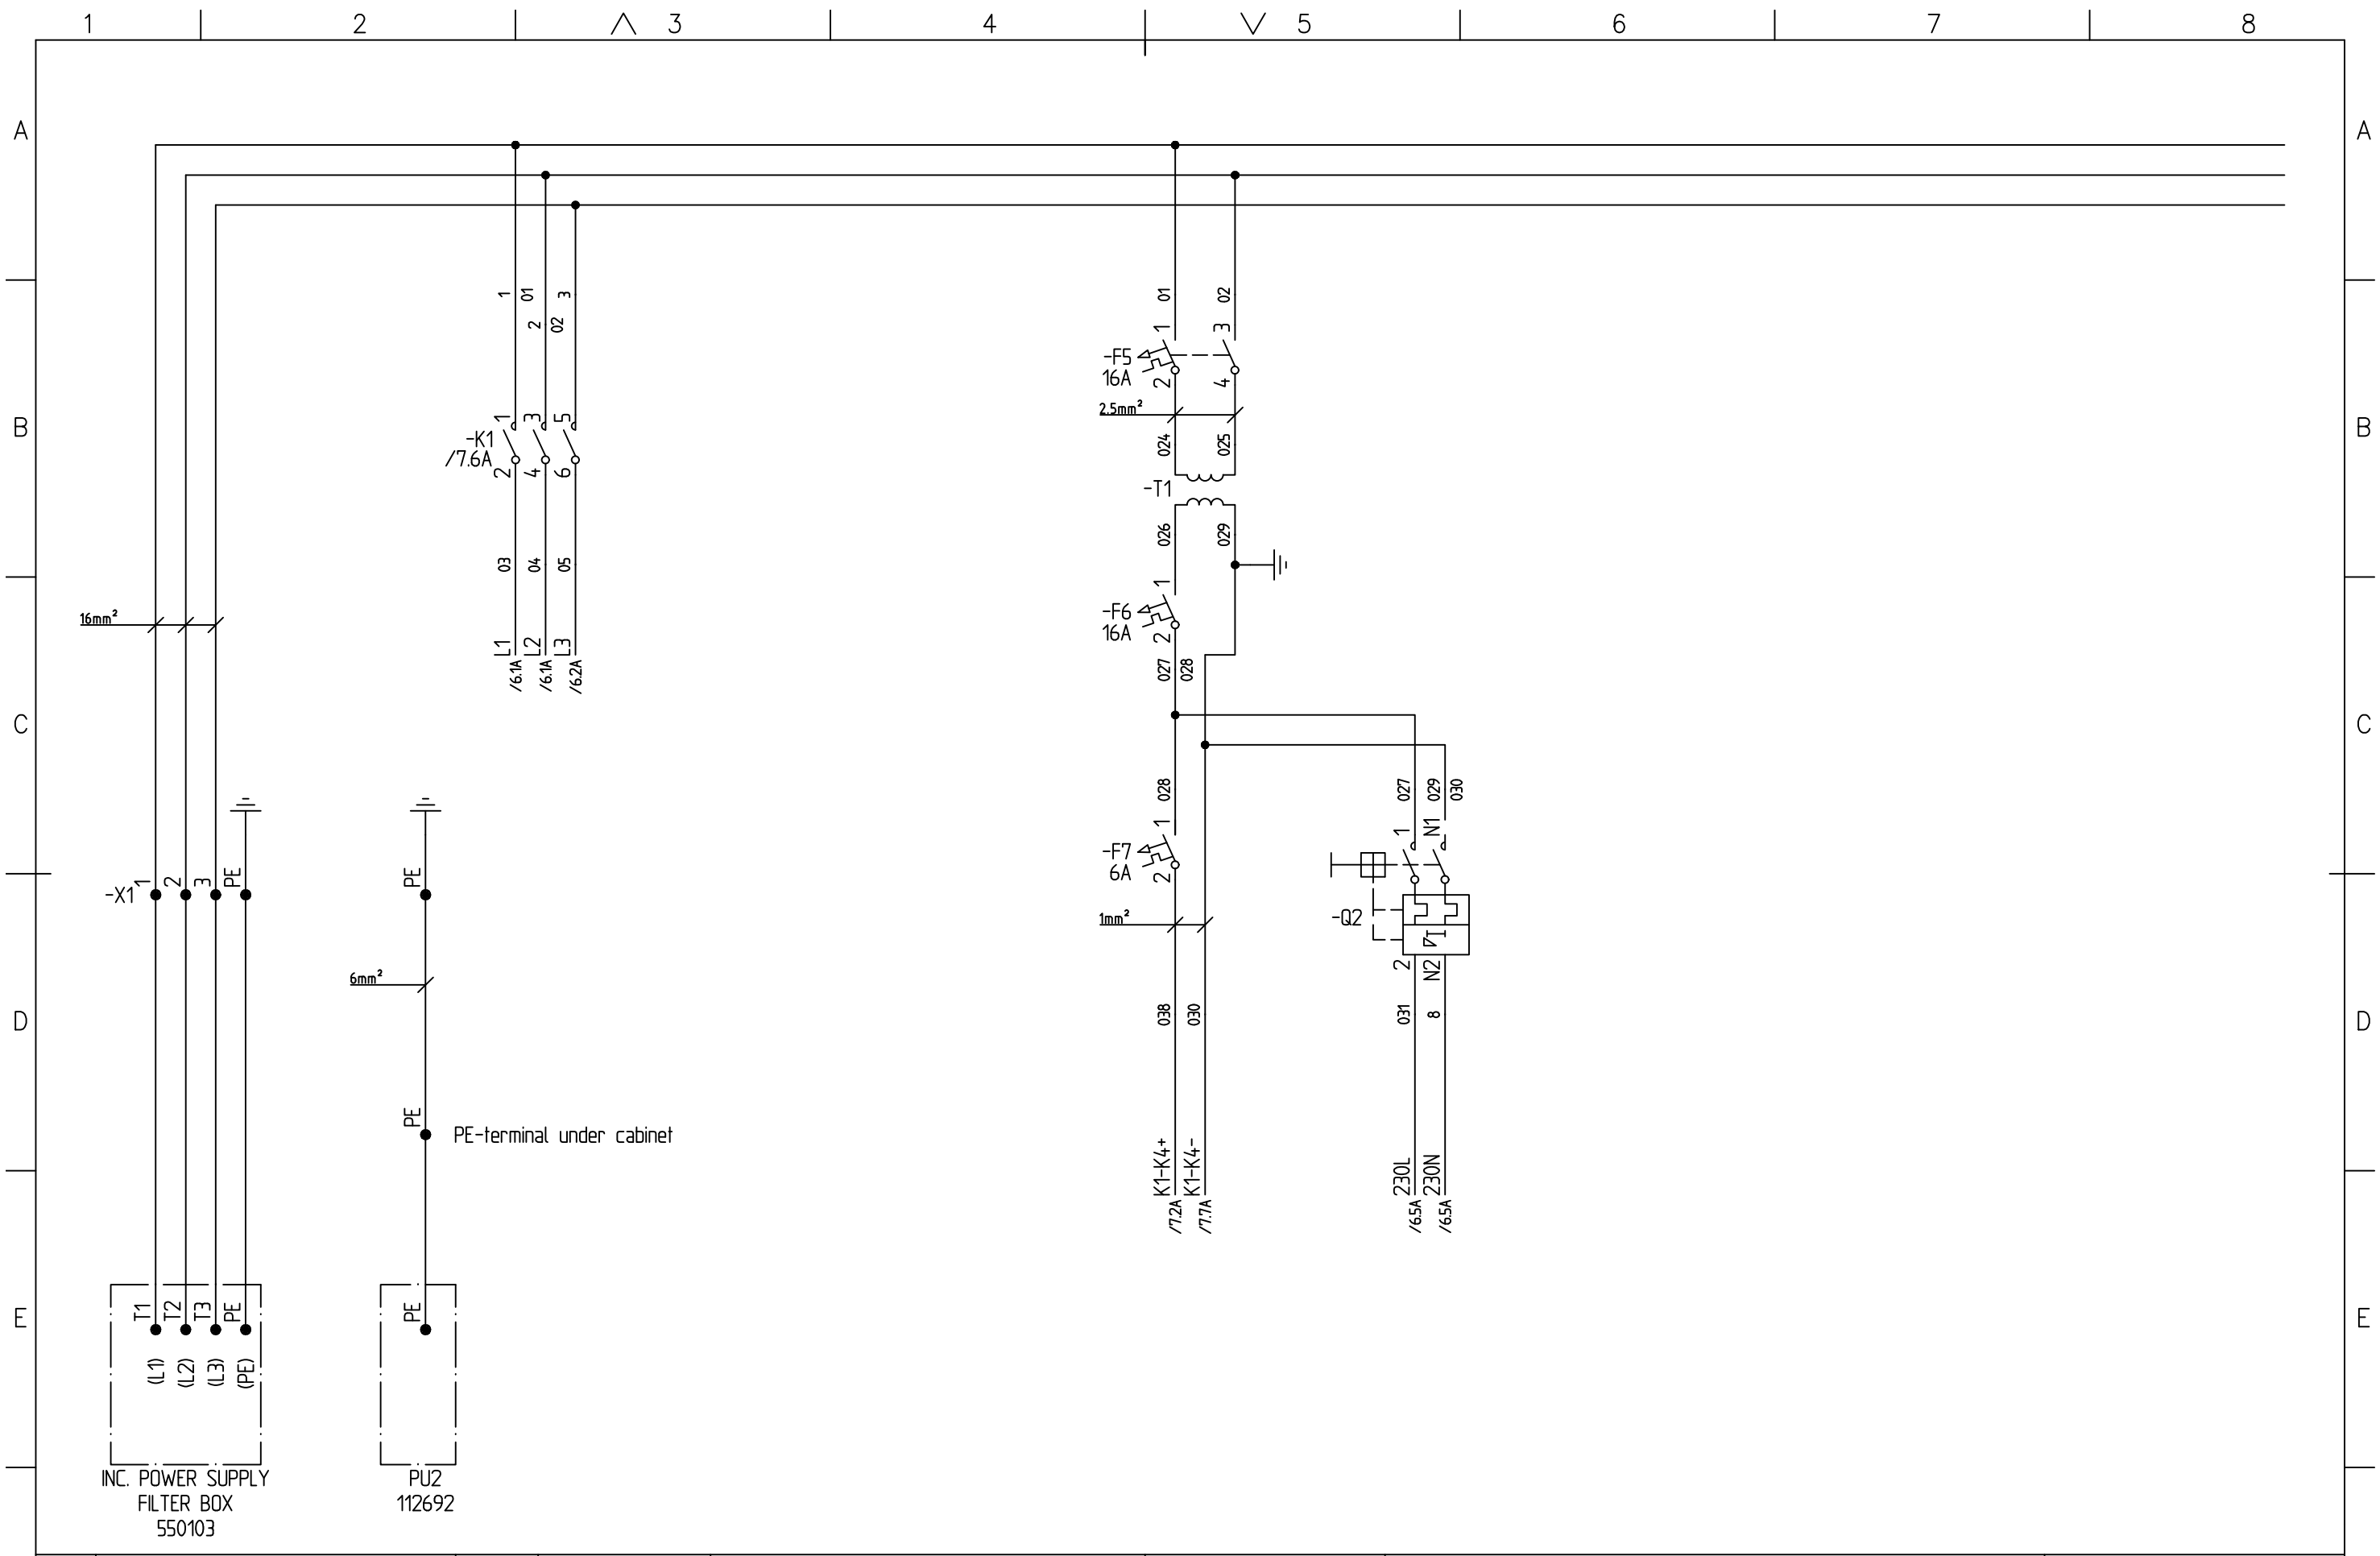 1 2 3 4 5 6 7 8
A A
1 01 3
2 02
01 02
1 3
-F5
16A
2 4
2.5mm²
B B
1 3 5
-K1
/7.6A
2 4 6
024 025
-T1
026 029
03 04 05
1
-F6
16A
2
16mm²
L1 L2 L3
/6.1A /6.1A /6.2A
027 028
C C
028 027 029 030
1 1 N1
-F7
6A
2
-X1 1 2 3 PE PE
1mm²
-Q2
2 N2
6mm²
D D
038 030 031 8
PE PE-terminal under cabinet
K1-K4+ K1-K4- 230L 230N
/7.2A /7.7A /6.5A /6.5A
E E
T1 T2 T3 PE PE
(L1) (L2) (L3) (PE)
INC. POWER SUPPLY
FILTER BOX
550103
PU2
112692